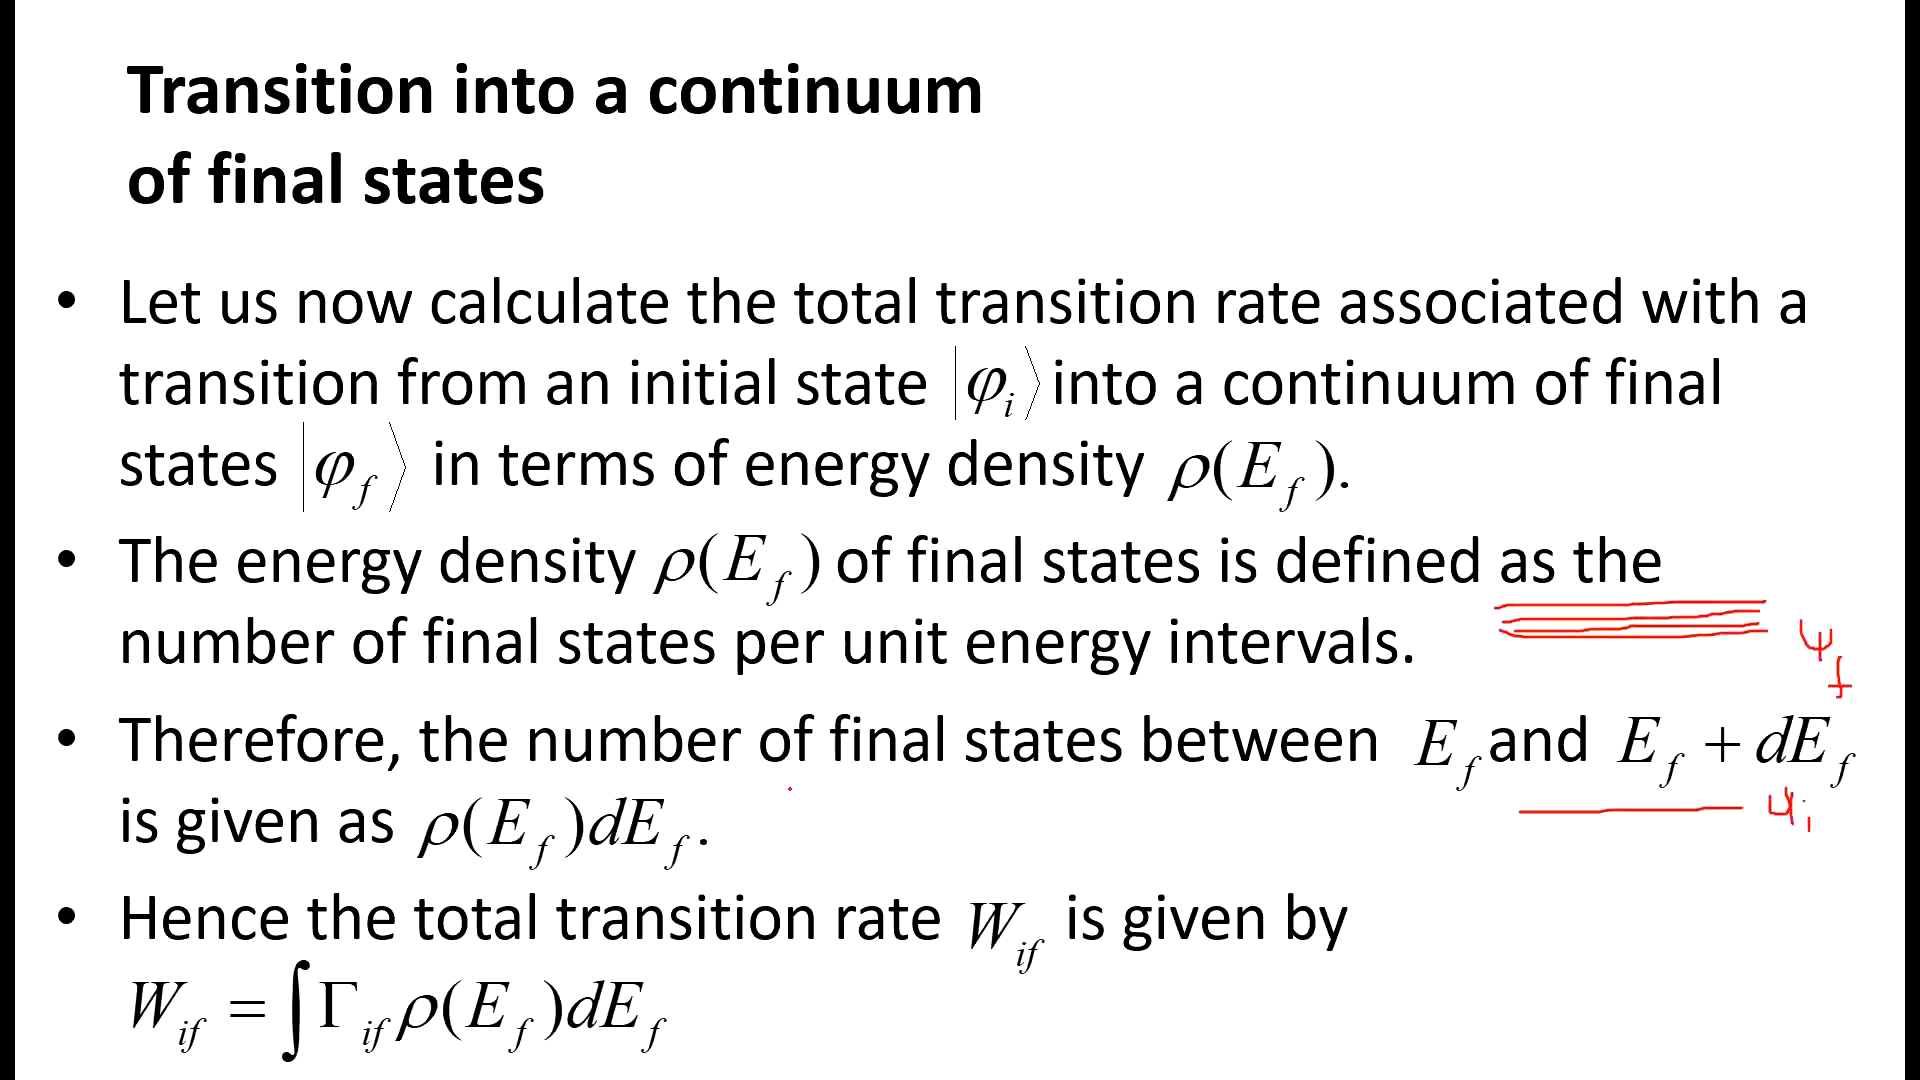 Transition into a continuum
of final states
• Let us now calculate the total transition rate associated with a
transition from an initial state |φᵢ⟩ into a continuum of final
states |φ_f⟩ in terms of energy density ρ(E_f).
• The energy density ρ(E_f) of final states is defined as the
number of final states per unit energy intervals.
ψ_f
• Therefore, the number of final states between E_f and E_f + dE_f
is given as ρ(E_f)dE_f.
ψᵢ
• Hence the total transition rate W_if is given by
W_if = ∫Γ_if ρ(E_f)dE_f